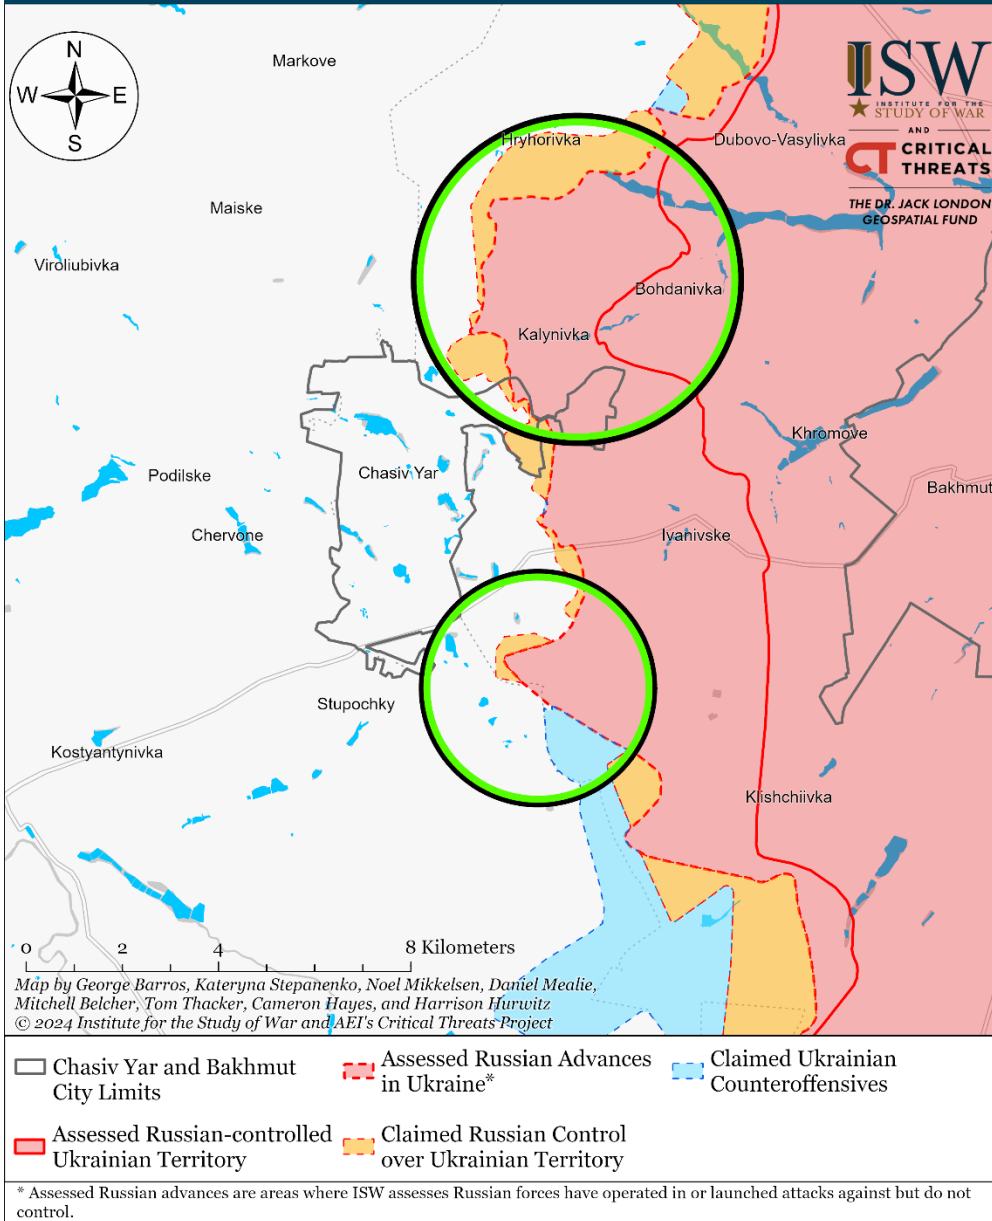 N
W
E
S
Markove
ISW
INSTITUTE FOR THE
STUDY OF WAR
AND
CT CRITICAL
THREATS
THE DR. JACK LONDON
GEOSPATIAL FUND
Hryhorivka
Dubovo-Vasylivka
Maiske
Viroliubivka
Bohdanivka
Kalynivka
Khromove
Podilske
Chasiv Yar
Bakhmut
Chervone
Ivanivske
Stupochky
Kostyantynivka
Klishchiivka
0 2 4 8 Kilometers
Map by George Barros, Kateryna Stepanenko, Noel Mikkelsen, Daniel Mealie,
Mitchell Belcher, Tom Thacker, Cameron Hayes, and Harrison Hurwitz
© 2024 Institute for the Study of War and AEI's Critical Threats Project
Chasiv Yar and Bakhmut
City Limits
Assessed Russian Advances
in Ukraine*
Claimed Ukrainian
Counteroffensives
Assessed Russian-controlled
Ukrainian Territory
Claimed Russian Control
over Ukrainian Territory
* Assessed Russian advances are areas where ISW assesses Russian forces have operated in or launched attacks against but do not
control.